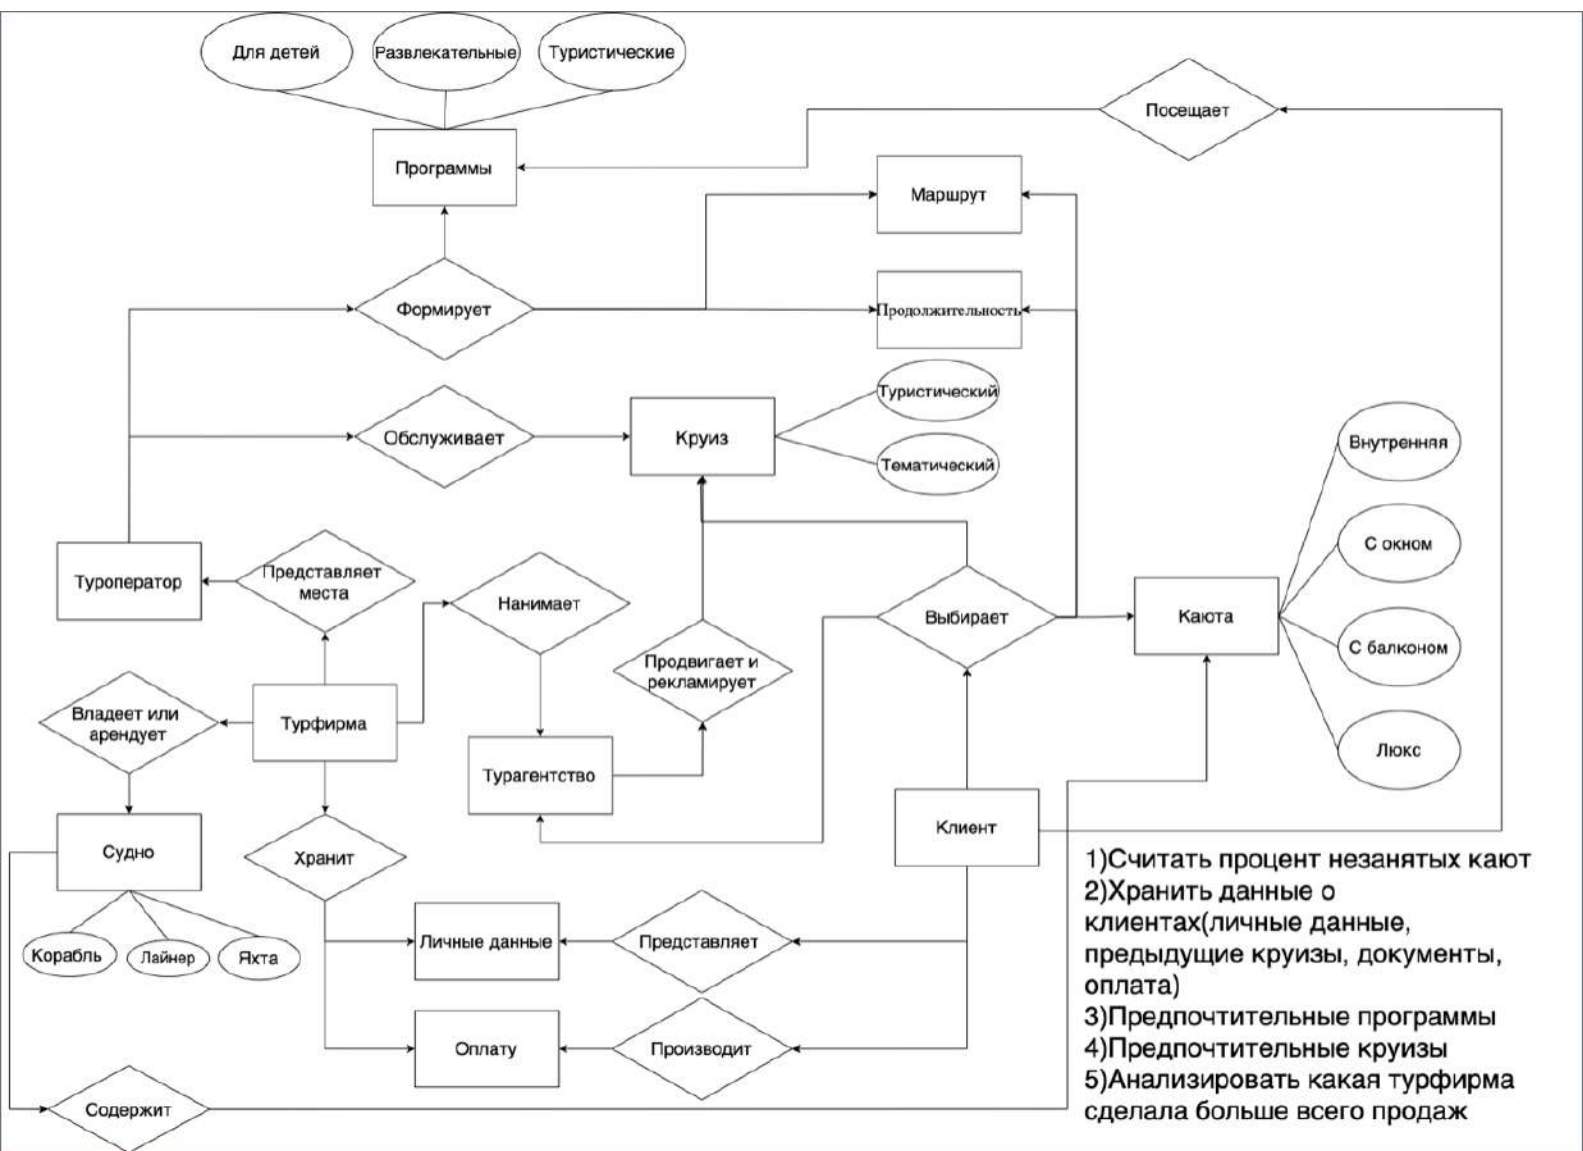 Для детей
Развлекательные
Туристические
Посещает
Программы
Маршрут
Формирует
Продолжительность
Туристический
Обслуживает
Круиз
Тематический
Внутренняя
С окном
Туроператор
Представляет
места
Нанимает
Выбирает
Каюта
С балконом
Продвигает и
рекламирует
Владеет или
арендует
Турфирма
Люкс
Турагентство
Клиент
Судно
Хранит
Корабль
Лайнер
Яхта
Личные данные
Представляет
Оплату
Производит
Содержит
1)Считать процент незанятых кают
2)Хранить данные о
клиентах(личные данные,
предыдущие круизы, документы,
оплата)
3)Предпочтительные программы
4)Предпочтительные круизы
5)Анализировать какая турфирма
сделала больше всего продаж